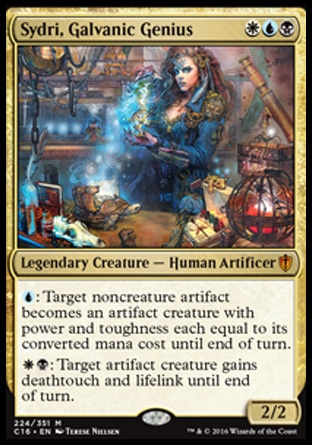 Sydri, Galvanic Genius
Legendary Creature — Human Artificer
: Target noncreature artifact
becomes an artifact creature with
power and toughness each equal to its
converted mana cost until end of turn.
: Target artifact creature gains
deathtouch and lifelink until end
of turn.
2/2
224/351 M
C16 • EN TERESE NIELSEN
™ & © 2016 Wizards of the Coast